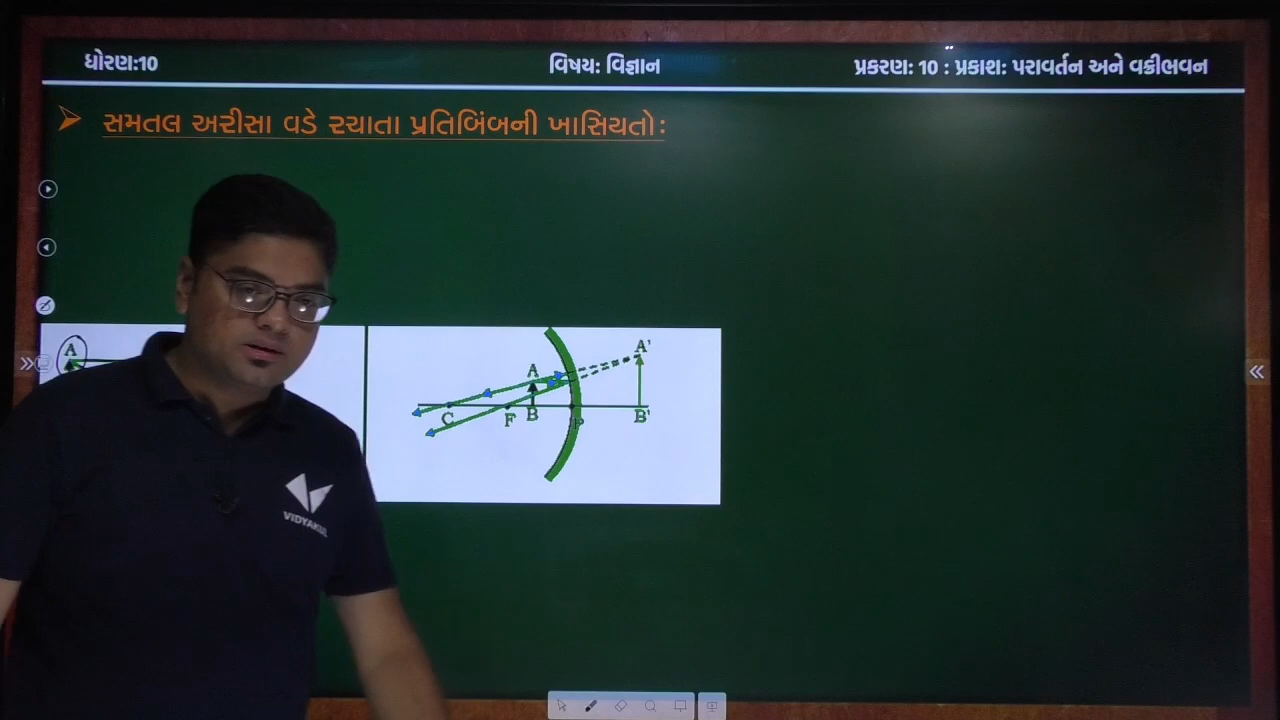 ધોરણ:10
વિષય: વિજ્ઞાન
પ્રકરણ: 10 : પ્રકાશ: પરાવર્તન અને વક્રીભવન
સમતલ અરીસા વડે રચાતા પ્રતિબિંબની ખાસિયતો:
A
A'
A
C
F
B
P
B'
VIDYAKUL